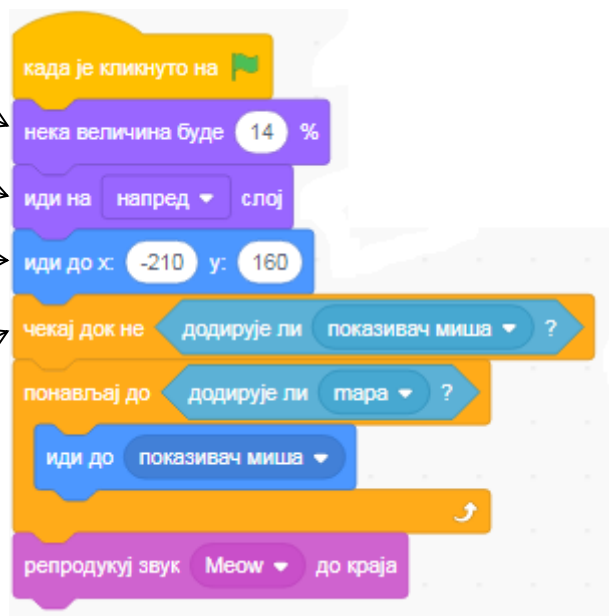 када је кликнуто на
нека величина буде 14 %
иди на напред слој
иди до x: -210 y: 160
чекај док не додирује ли показивач миша ?
понављај до додирује ли mapa ?
иди до показивач миша
репродукуј звук Meow до краја